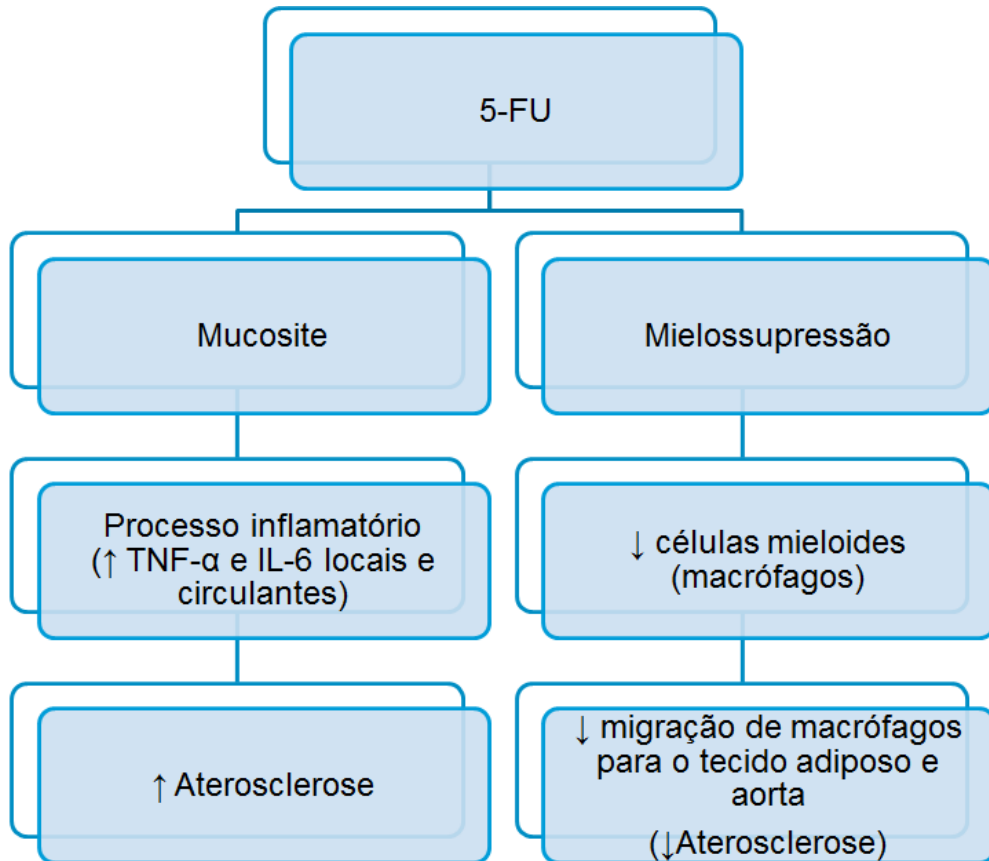 5-FU
Mucosite
Mielossupressão
Processo inflamatório
(↑ TNF-α e IL-6 locais e
circulantes)
↓ células mieloides
(macrófagos)
↑ Aterosclerose
↓ migração de macrófagos
para o tecido adiposo e
aorta
(↓Aterosclerose)